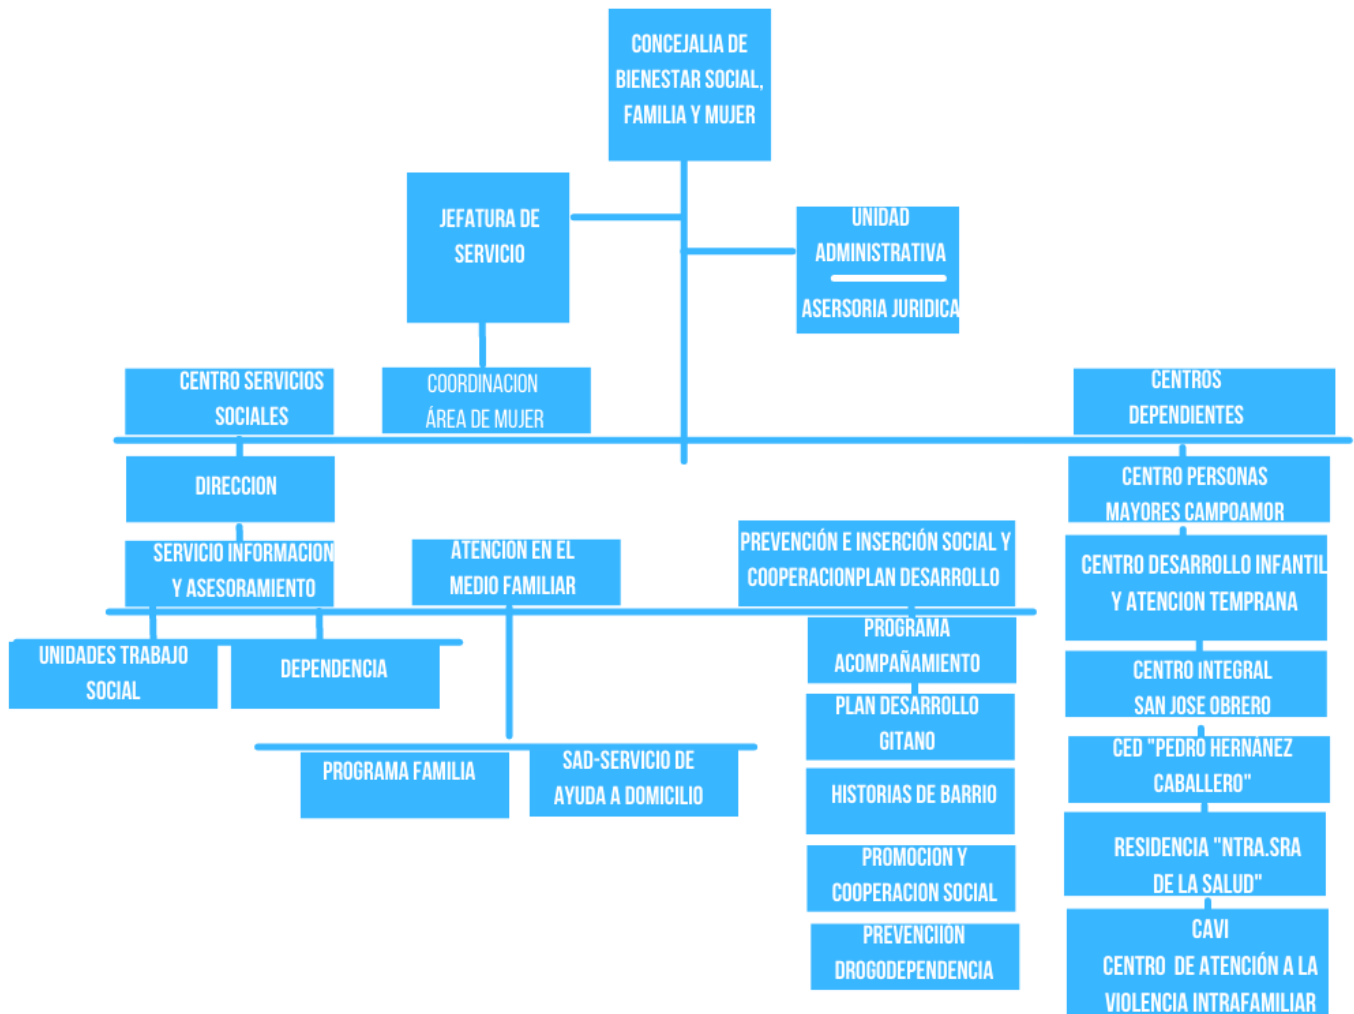 CONCEJALIA DE
BIENESTAR SOCIAL,
FAMILIA Y MUJER
JEFATURA DE
SERVICIO
UNIDAD
ADMINISTRATIVA
ASERSORIA JURIDICA
COORDINACION
ÁREA DE MUJER
CENTRO SERVICIOS
SOCIALES
CENTROS
DEPENDIENTES
DIRECCION
SERVICIO INFORMACION
Y ASESORAMIENTO
ATENCION EN EL
MEDIO FAMILIAR
PREVENCIÓN E INSERCIÓN SOCIAL Y
COOPERACIONPLAN DESARROLLO
UNIDADES TRABAJO
SOCIAL
DEPENDENCIA
PROGRAMA FAMILIA
SAD-SERVICIO DE
AYUDA A DOMICILIO
PROGRAMA
ACOMPAÑAMIENTO
PLAN DESARROLLO
GITANO
HISTORIAS DE BARRIO
PROMOCION Y
COOPERACION SOCIAL
PREVENCIIÓN
DROGODEPENDENCIA
CENTRO PERSONAS
MAYORES CAMPOAMOR
CENTRO DESARROLLO INFANTIL
Y ATENCION TEMPRANA
CENTRO INTEGRAL
SAN JOSE OBRERO
CED "PEDRO HERNÁNEZ
CABALLERO"
RESIDENCIA "NTRA.SRA
DE LA SALUD"
CAVI
CENTRO DE ATENCIÓN A LA
VIOLENCIA INTRAFAMILIAR